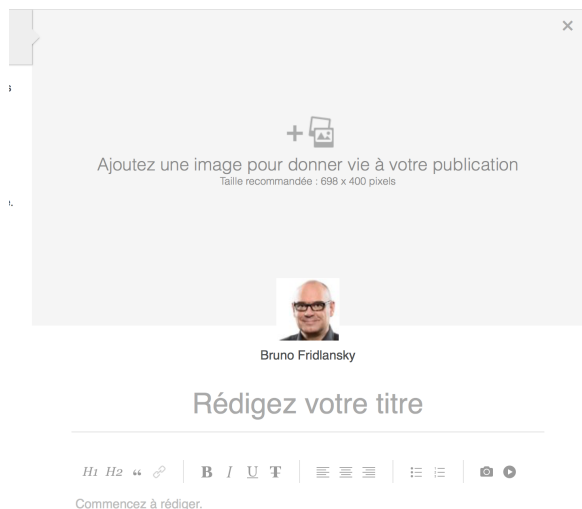 Ajoutez une image pour donner vie à votre publication
Taille recommandée : 698 x 400 pixels
Bruno Fridlansky
Rédigez votre titre
H1 H2 “ B I U T
Commencez à rédiger.